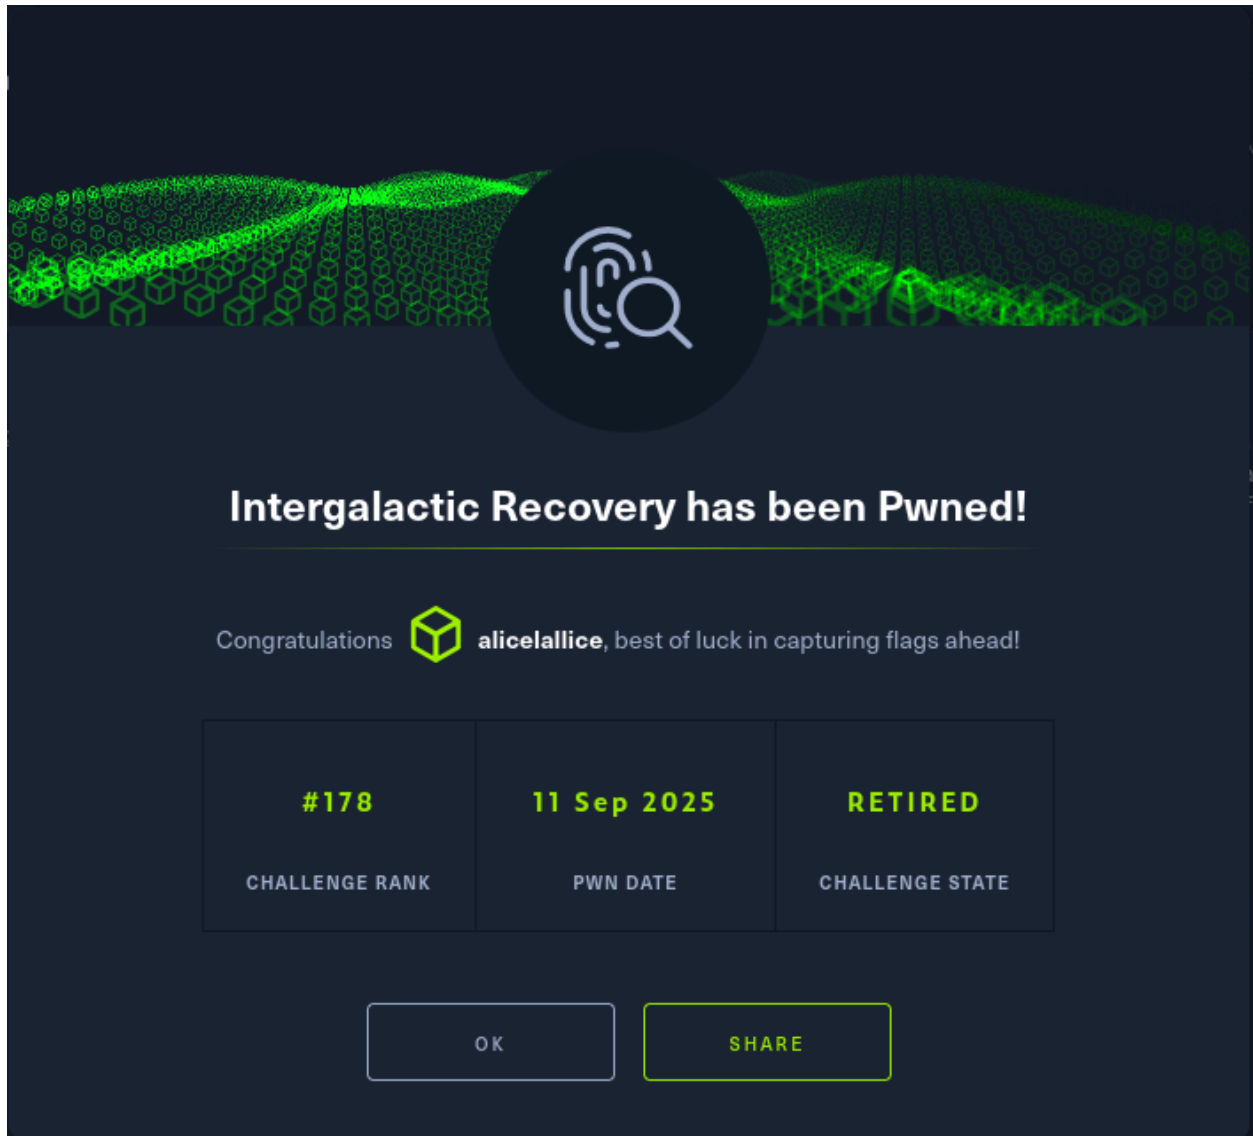 Intergalactic Recovery has been Pwned!
Congratulations alicelallice, best of luck in capturing flags ahead!
#178
11 Sep 2025
RETIRED
CHALLENGE RANK
PWN DATE
CHALLENGE STATE
OK
SHARE